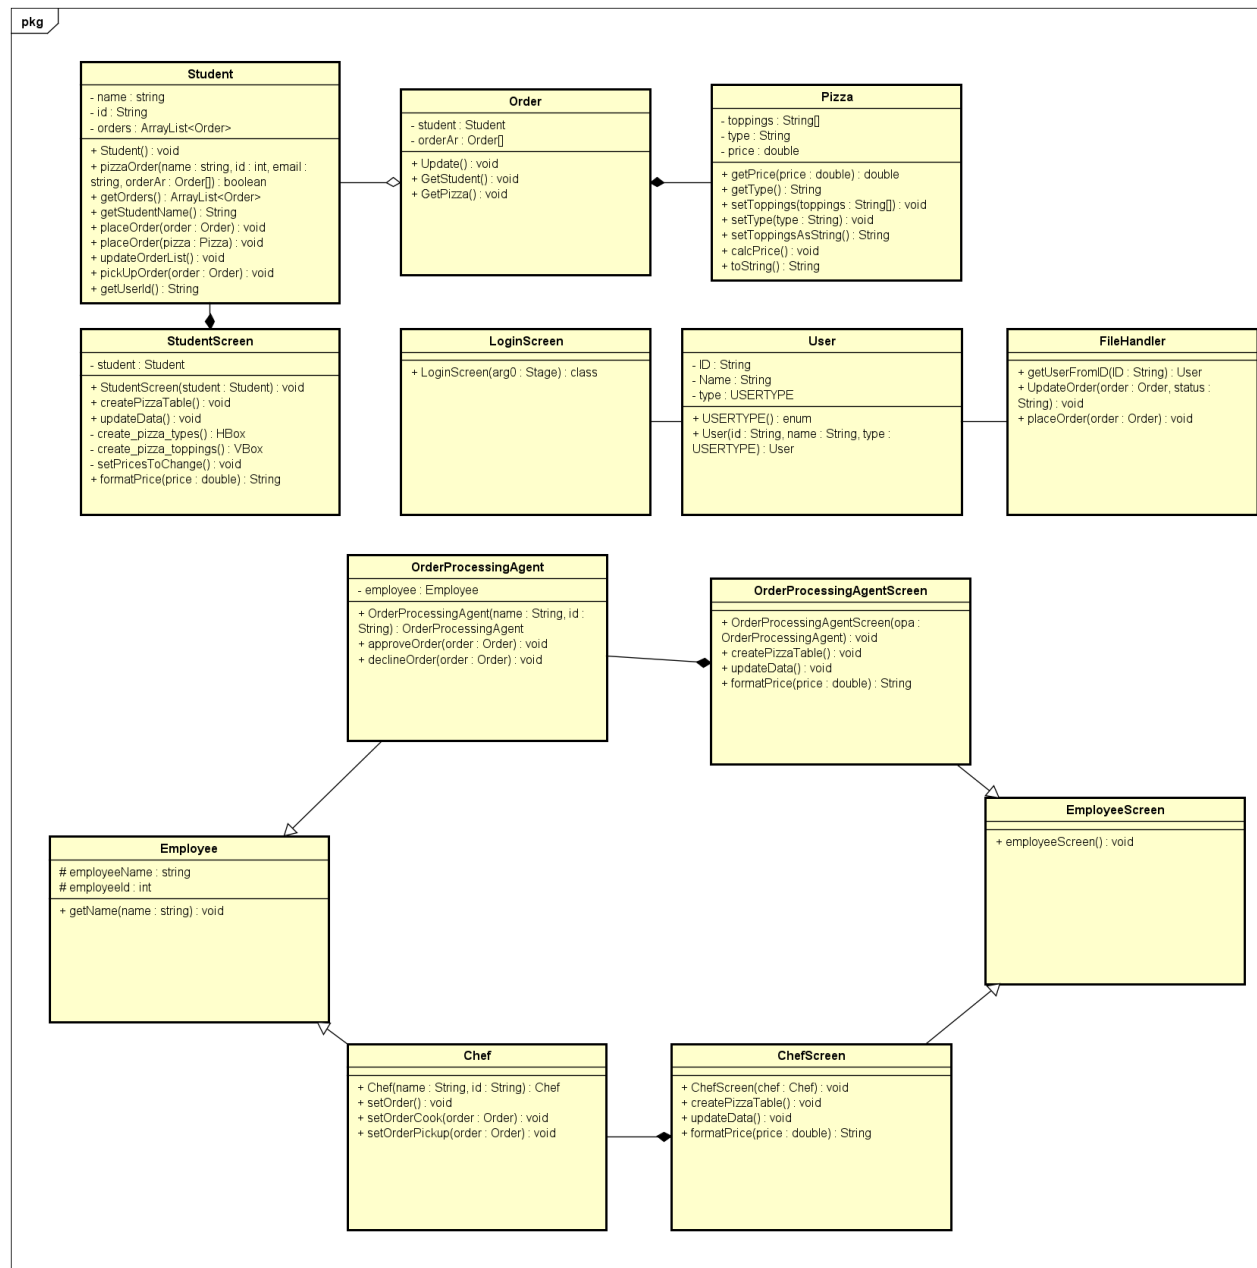 pkg
Student
- name : string
- id : String
- orders : ArrayList<Order>
+ Student() : void
+ pizzaOrder(name : string, id : int, email :
string, orderAr : Order[]) : boolean
+ getOrders() : ArrayList<Order>
+ getStudentName() : String
+ placeOrder(order : Order) : void
+ placeOrder(pizza : Pizza) : void
+ updateOrderList() : void
+ pickUpOrder(order : Order) : void
+ getUserId() : String
Order
- student : Student
- orderAr : Order[]
+ Update() : void
+ GetStudent() : void
+ GetPizza() : void
Pizza
- toppings : String[]
- type : String
- price : double
+ getPrice(price : double) : double
+ getType() : String
+ setToppings(toppings : String[]) : void
+ setType(type : String) : void
+ setToppingsAsString() : String
+ calcPrice() : void
+ toString() : String
StudentScreen
- student : Student
+ StudentScreen(student : Student) : void
+ createPizzaTable() : void
+ updateData() : void
- create_pizza_types() : HBox
- create_pizza_toppings() : VBox
- setPricesToChange() : void
+ formatPrice(price : double) : String
LoginScreen
+ LoginScreen(arg0 : Stage) : class
User
- ID : String
- Name : String
- type : USERTYPE
+ USERTYPE() : enum
+ User(id : String, name : String, type :
USERTYPE) : User
FileHandler
+ getUserFromID(ID : String) : User
+ UpdateOrder(order : Order, status :
String) : void
+ placeOrder(order : Order) : void
OrderProcessingAgent
- employee : Employee
+ OrderProcessingAgent(name : String, id :
String) : OrderProcessingAgent
+ approveOrder(order : Order) : void
+ declineOrder(order : Order) : void
OrderProcessingAgentScreen
+ OrderProcessingAgentScreen(opa :
OrderProcessingAgent) : void
+ createPizzaTable() : void
+ updateData() : void
+ formatPrice(price : double) : String
EmployeeScreen
+ employeeScreen() : void
Employee
# employeeName : string
# employeeId : int
+ getName(name : string) : void
Chef
+ Chef(name : String, id : String) : Chef
+ setOrder() : void
+ setOrderCook(order : Order) : void
+ setOrderPickup(order : Order) : void
ChefScreen
+ ChefScreen(chef : Chef) : void
+ createPizzaTable() : void
+ updateData() : void
+ formatPrice(price : double) : String